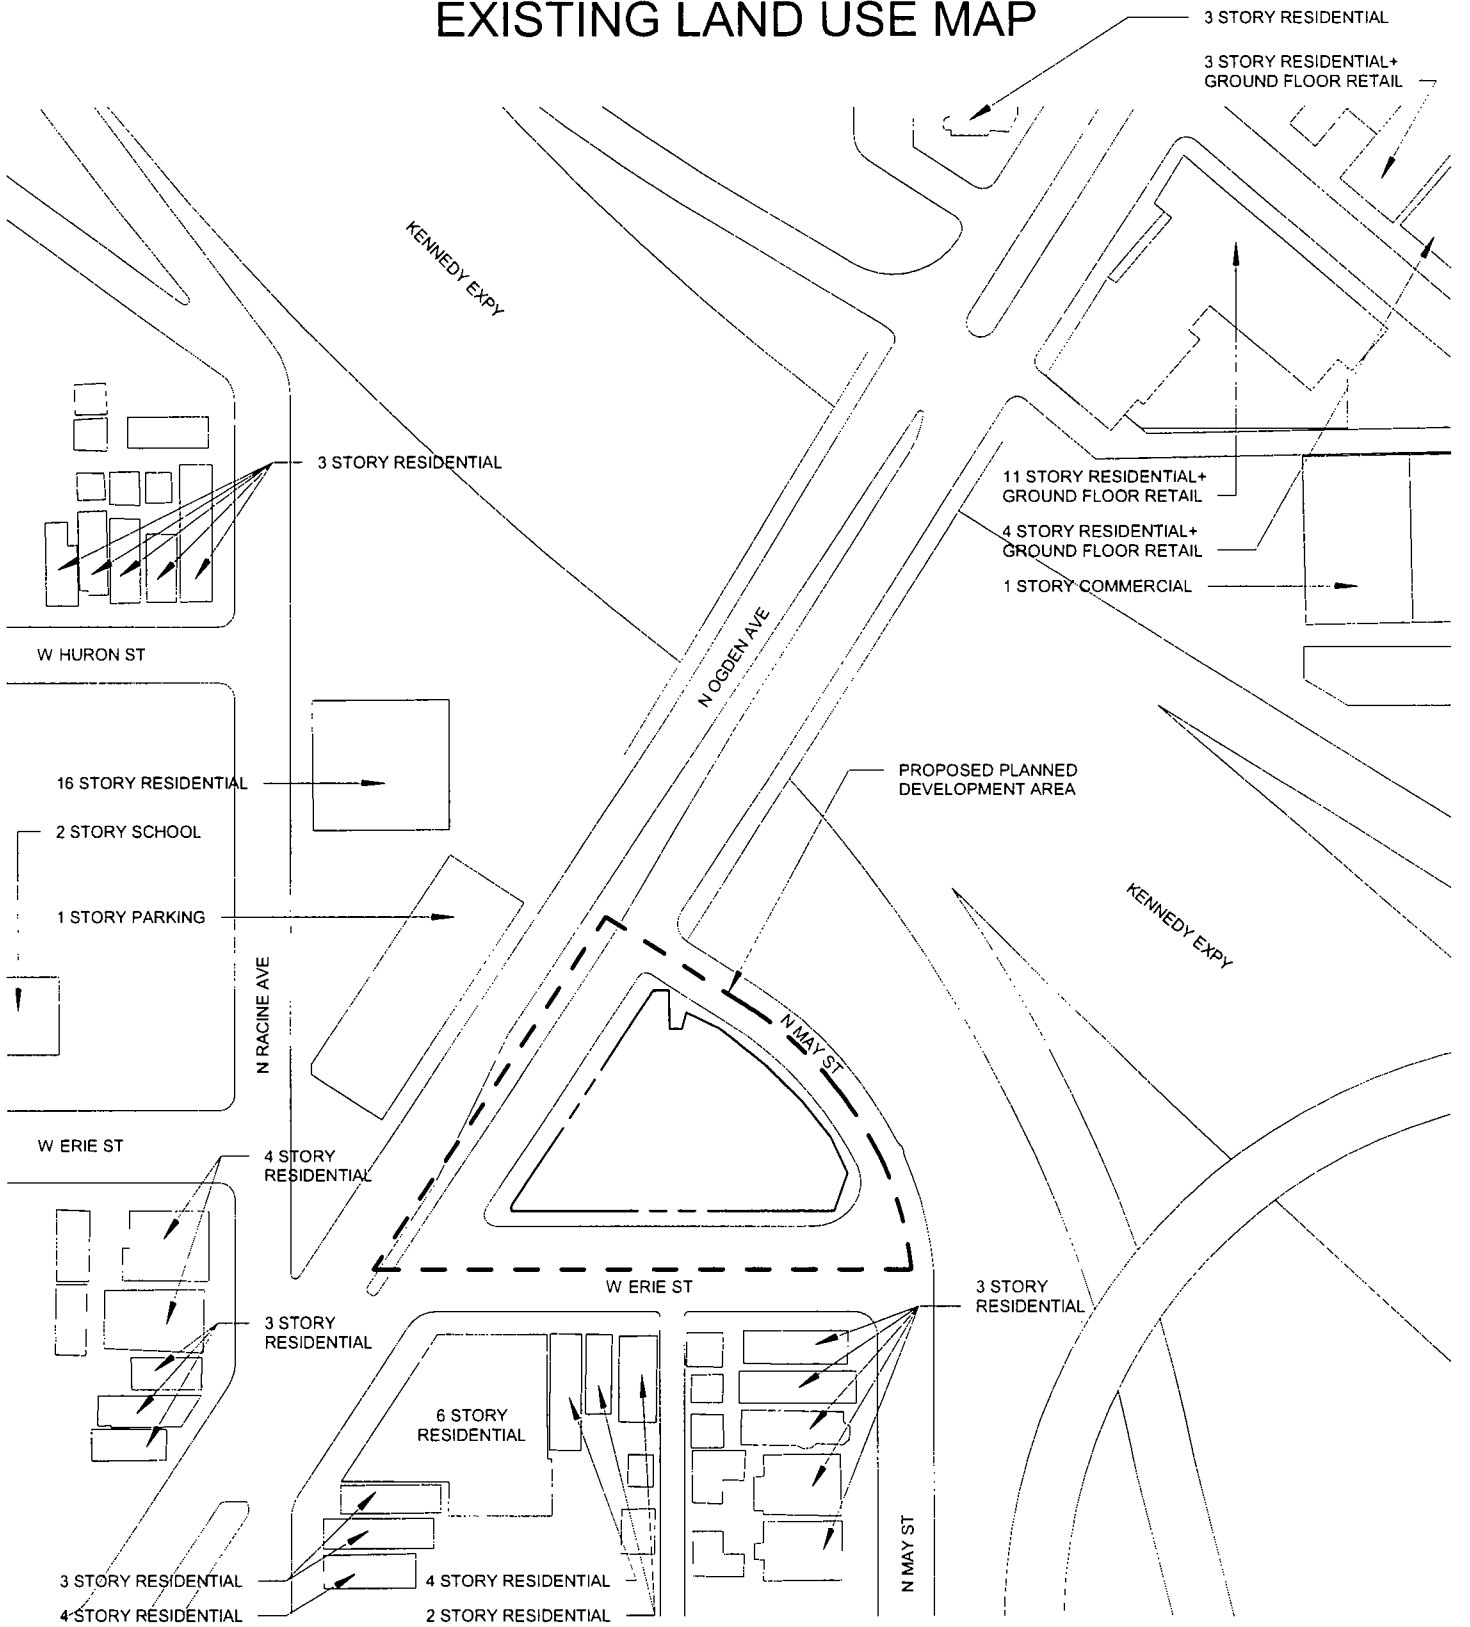 EXISTING LAND USE MAP
3 STORY RESIDENTIAL
3 STORY RESIDENTIAL+
GROUND FLOOR RETAIL
KENNEDY EXPY
3 STORY RESIDENTIAL
11 STORY RESIDENTIAL+
GROUND FLOOR RETAIL
4 STORY RESIDENTIAL+
GROUND FLOOR RETAIL
1 STORY COMMERCIAL
W HURON ST
N OGDEN AVE
16 STORY RESIDENTIAL
PROPOSED PLANNED
DEVELOPMENT AREA
2 STORY SCHOOL
1 STORY PARKING
KENNEDY EXPY
N RACINE AVE
N MAY ST
W ERIE ST
4 STORY
RESIDENTIAL
W ERIE ST
3 STORY
RESIDENTIAL
3 STORY
RESIDENTIAL
6 STORY
RESIDENTIAL
N MAY ST
3 STORY RESIDENTIAL
4 STORY RESIDENTIAL
4 STORY RESIDENTIAL
2 STORY RESIDENTIAL